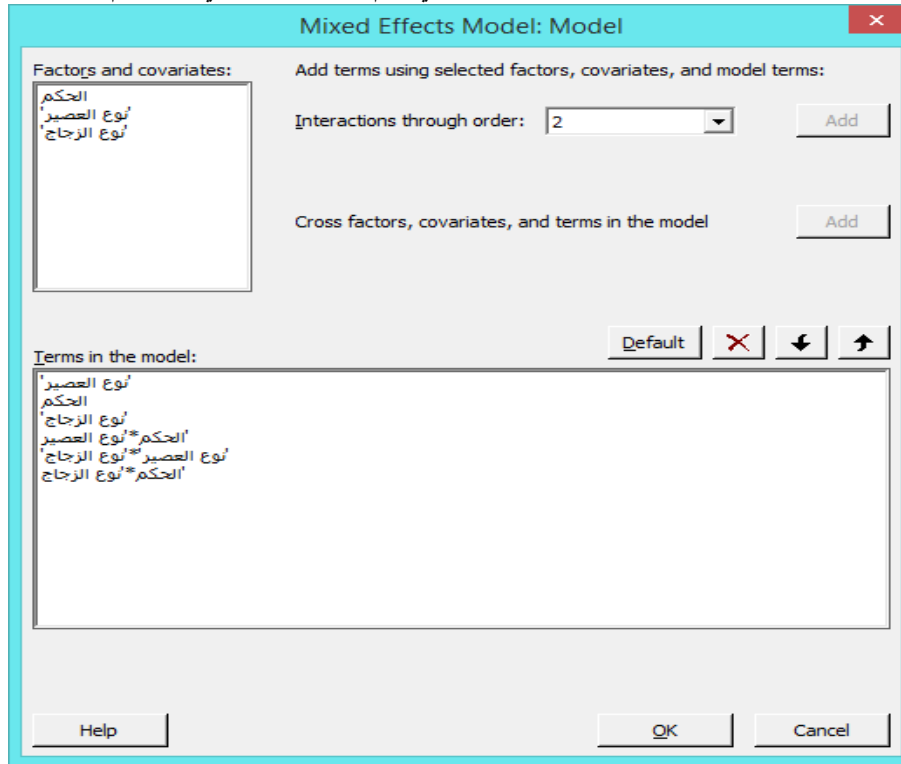 Mixed Effects Model: Model
Factors and covariates:
الحكم
'نوع العصير'
'نوع الزجاج'
Add terms using selected factors, covariates, and model terms:
Interactions through order: 2 Add
Cross factors, covariates, and terms in the model Add
Default
Terms in the model:
'نوع العصير'
الحكم
'نوع الزجاج'
الحكم*'نوع العصير'
'نوع العصير'*'نوع الزجاج'
الحكم*'نوع الزجاج'
Help OK Cancel